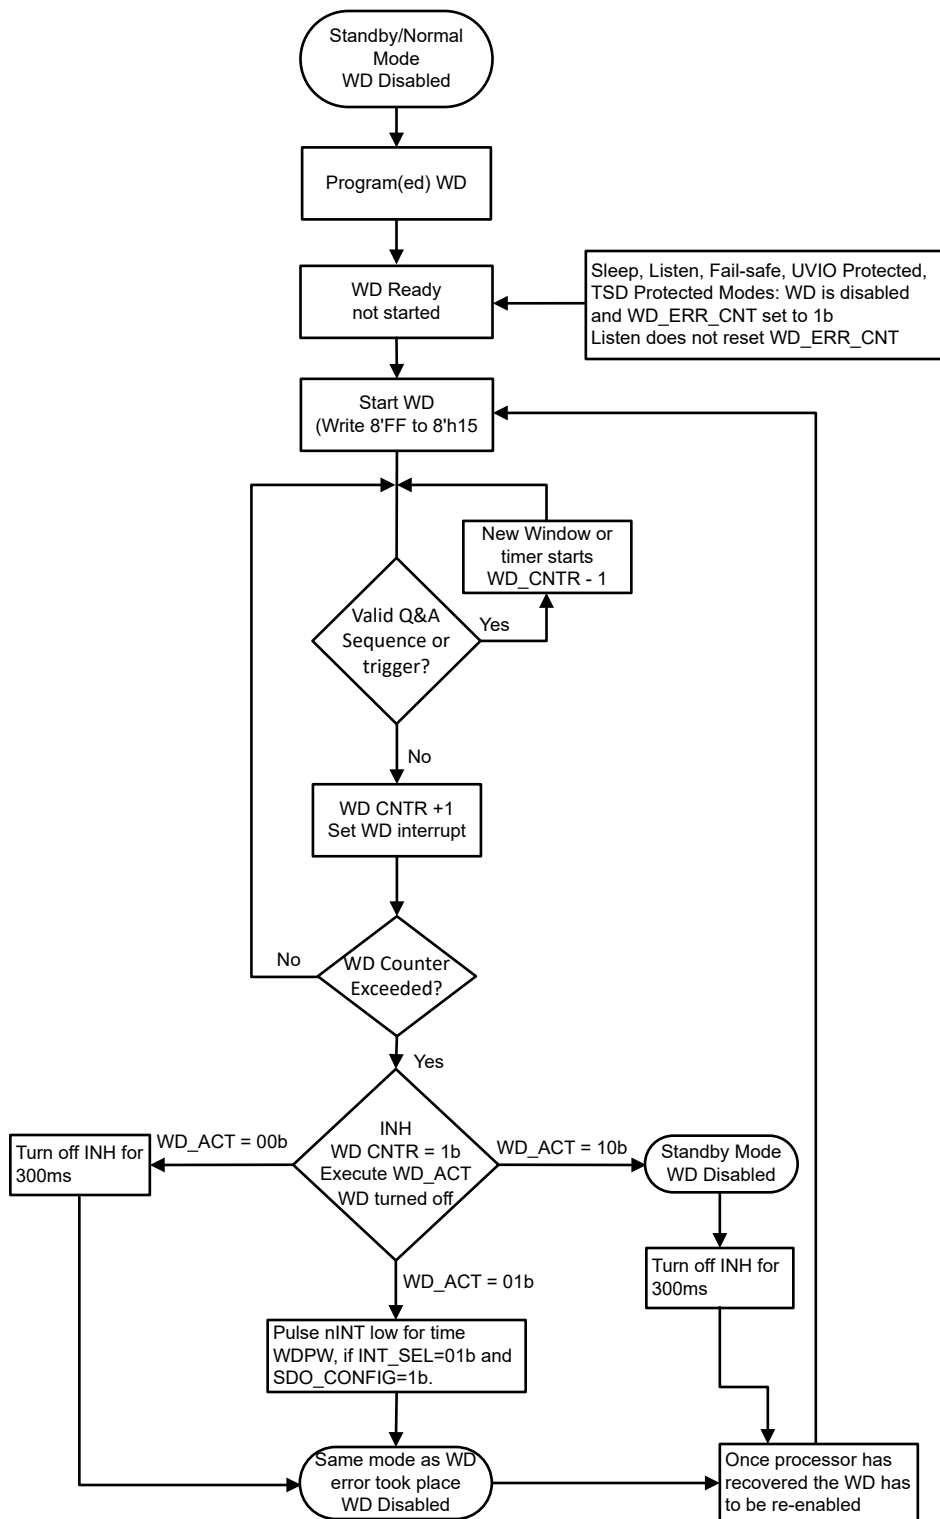 Standby/Normal
Mode
WD Disabled
Program(ed) WD
WD Ready
not started
Sleep, Listen, Fail-safe, UVIO Protected,
TSD Protected Modes: WD is disabled
and WD_ERR_CNT set to 1b
Listen does not reset WD_ERR_CNT
Start WD
(Write 8'FF to 8'h15
New Window or
timer starts
WD_CNTR - 1
Valid Q&A
Sequence or
trigger?
Yes
No
WD CNTR +1
Set WD interrupt
No
WD Counter
Exceeded?
Yes
Turn off INH for
300ms
WD_ACT = 00b
INH
WD CNTR = 1b
Execute WD_ACT
WD turned off
WD_ACT = 10b
Standby Mode
WD Disabled
WD_ACT = 01b
Turn off INH for
300ms
Pulse nINT low for time
WDPW, if INT_SEL=01b and
SDO_CONFIG=1b.
Same mode as WD
error took place
WD Disabled
Once processor has
recovered the WD has
to be re-enabled